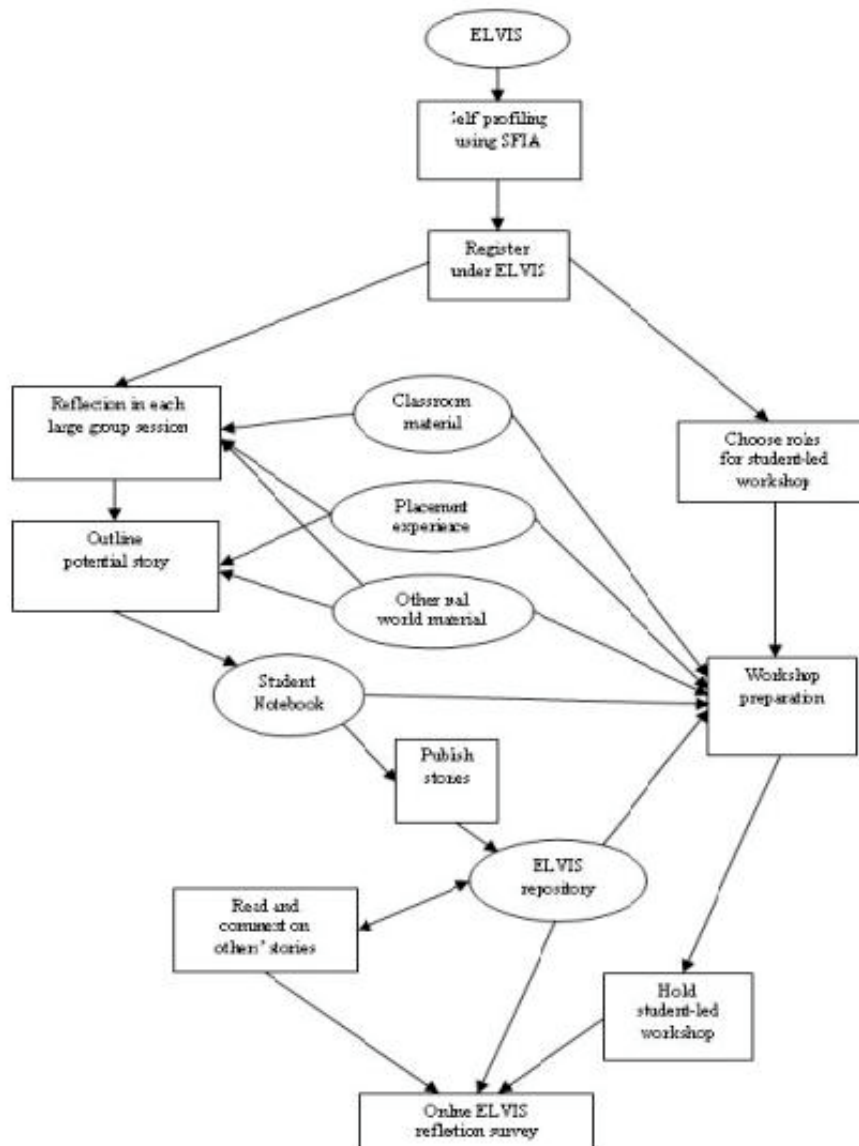 ELVIS
Self profiling
using SFIA
Register
under ELVIS
Reflection in each
large group session
Classroom
material
Choose roles
for student-led
workshop
Placement
experience
Outline
potential story
Other real
world material
Student
Notebook
Workshop
preparation
Publish
stories
ELVIS
repository
Read and
comment on
others' stories
Hold
student-led
workshop
Online ELVIS
reflection survey